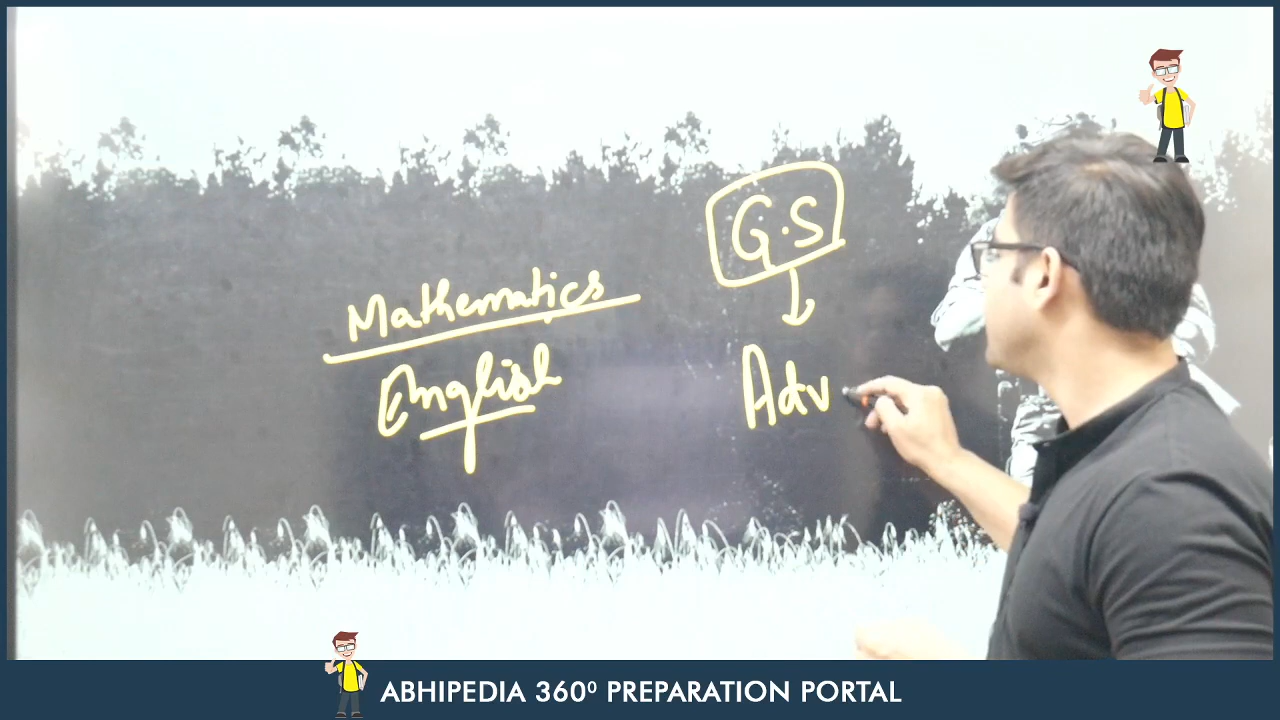 G.S
Mathematics
English
Adv
ABHIPEDIA 360⁰ PREPARATION PORTAL